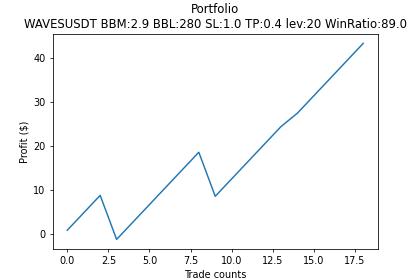 Portfolio
WAVESUSDT BBM:2.9 BBL:280 SL:1.0 TP:0.4 lev:20 WinRatio:89.0
40
30
20
10
0
Profit ($)
0.0 2.5 5.0 7.5 10.0 12.5 15.0 17.5
Trade counts